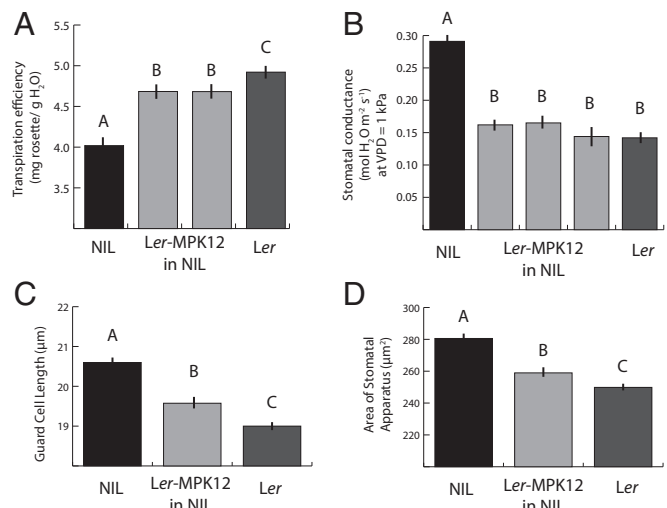 A
Transpiration efficiency
(mg rosette/ g H₂O)
5.5
5.0
4.5
4.0
A
B
B
C
NIL
Ler-MPK12
in NIL
Ler
B
Stomatal conductance
(mol H₂O m⁻² s⁻¹)
at VPD = 1 kPa
0.30
0.25
0.20
0.15
0.10
0.05
A
B
B
B
B
NIL
Ler-MPK12
in NIL
Ler
C
Guard Cell Length (µm)
22
21
20
19
A
B
C
NIL
Ler-MPK12
in NIL
Ler
D
Area of Stomatal
Apparatus (µm²)
300
280
260
240
220
200
A
B
C
NIL
Ler-MPK12
in NIL
Ler